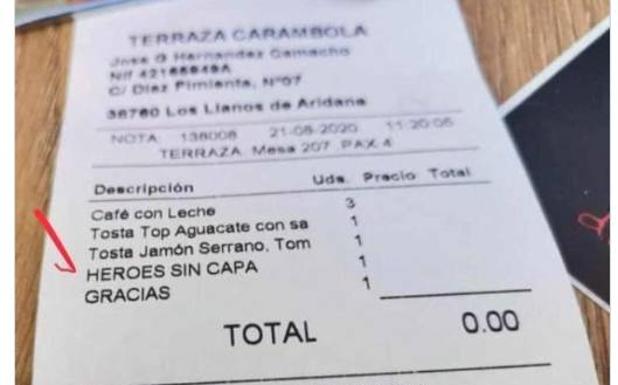 TERRAZA CARAMBOLA
Jose G Hernandez Camacho
Nif 42186849A
C/ Diaz Pimienta, Nº07
38760 Los Llanos de Aridane
NOTA: 138008 21-08-2020 11:20:06
TERRAZA Mesa 207 PAX 4
Descripción Uds. Precio Total
Café con Leche 3
Tosta Top Aguacate con sa 1
Tosta Jamón Serrano, Tom 1
HEROES SIN CAPA 1
GRACIAS 1
TOTAL 0.00